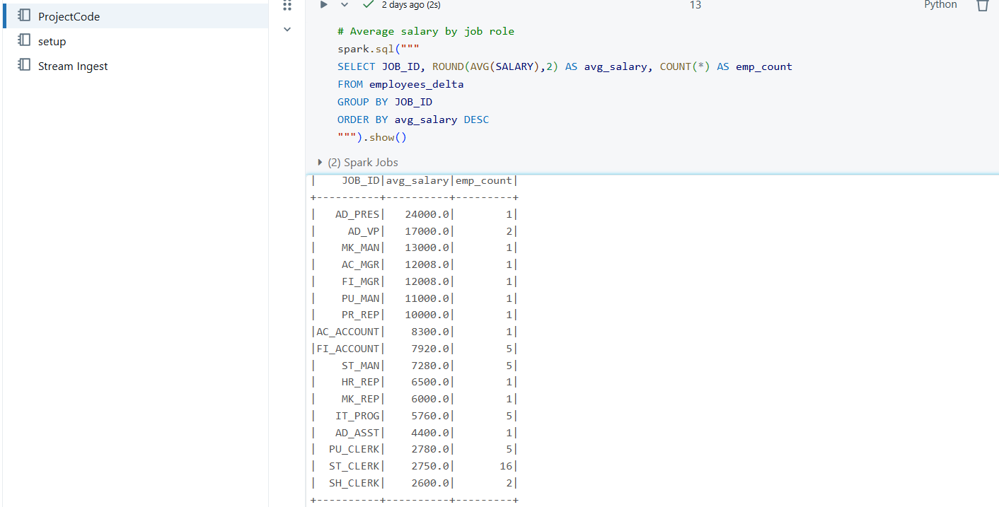 ProjectCode
setup
Stream Ingest
2 days ago (2s)
13
Python
# Average salary by job role
spark.sql("""
SELECT JOB_ID, ROUND(AVG(SALARY),2) AS avg_salary, COUNT(*) AS emp_count
FROM employees_delta
GROUP BY JOB_ID
ORDER BY avg_salary DESC
""").show()
(2) Spark Jobs
|    JOB_ID|avg_salary|emp_count|
+----------+----------+---------+
|   AD_PRES|   24000.0|        1|
|     AD_VP|   17000.0|        2|
|    MK_MAN|   13000.0|        1|
|    AC_MGR|   12008.0|        1|
|    FI_MGR|   12008.0|        1|
|    PU_MAN|   11000.0|        1|
|    PR_REP|   10000.0|        1|
|AC_ACCOUNT|    8300.0|        1|
|FI_ACCOUNT|    7920.0|        5|
|    ST_MAN|    7280.0|        5|
|    HR_REP|    6500.0|        1|
|    MK_REP|    6000.0|        1|
|   IT_PROG|    5760.0|        5|
|   AD_ASST|    4400.0|        1|
|  PU_CLERK|    2780.0|        5|
|  ST_CLERK|    2750.0|       16|
|  SH_CLERK|    2600.0|        2|
+----------+----------+---------+